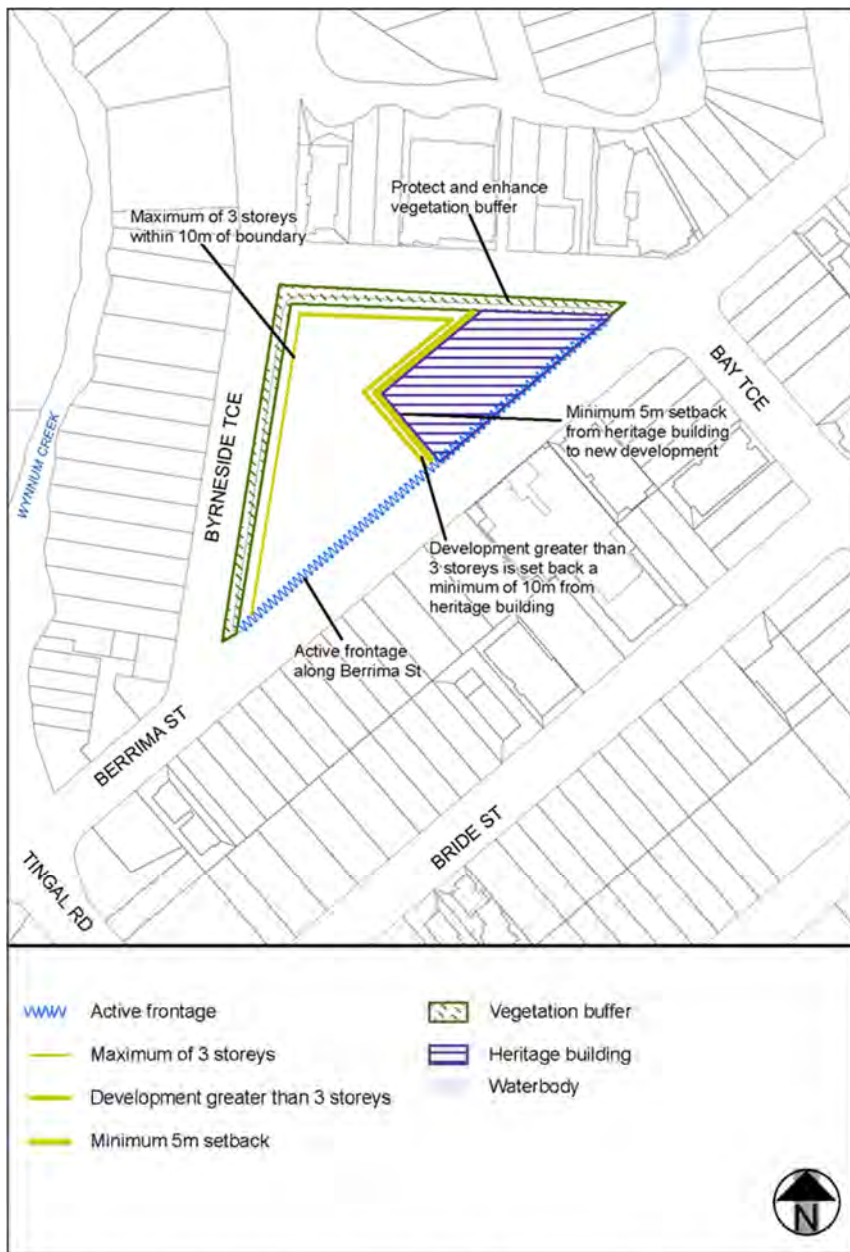 Protect and enhance
vegetation buffer
Maximum of 3 storeys
within 10m of boundary
BAY TCE
Minimum 5m setback
from heritage building
to new development
BYRNESIDE TCE
WYNNUM CREEK
Development greater than
3 storeys is set back a
minimum of 10m from
heritage building
Active frontage
along Berrima St
BERRIMA ST
BRIDE ST
TINGAL RD
Active frontage
Maximum of 3 storeys
Development greater than 3 storeys
Minimum 5m setback
Vegetation buffer
Heritage building
Waterbody
N